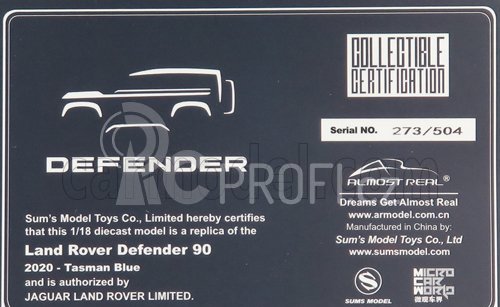 COLLECTIBLE
CERTIFICATION
Serial NO. 273/504
DEFENDER
ALMOST REAL®
Dreams Get Almost Real
www.armodel.com.cn
Manufactured in China by:
Sum's Model Toys Co., Ltd
www.sumsmodel.com
Sum's Model Toys Co., Limited hereby certifies
that this 1/18 diecast model is a replica of the
Land Rover Defender 90
2020 - Tasman Blue
and is authorized by
JAGUAR LAND ROVER LIMITED.
SUMS MODEL
MICRO
CAR
WORLD
微观车界
RC PROFI